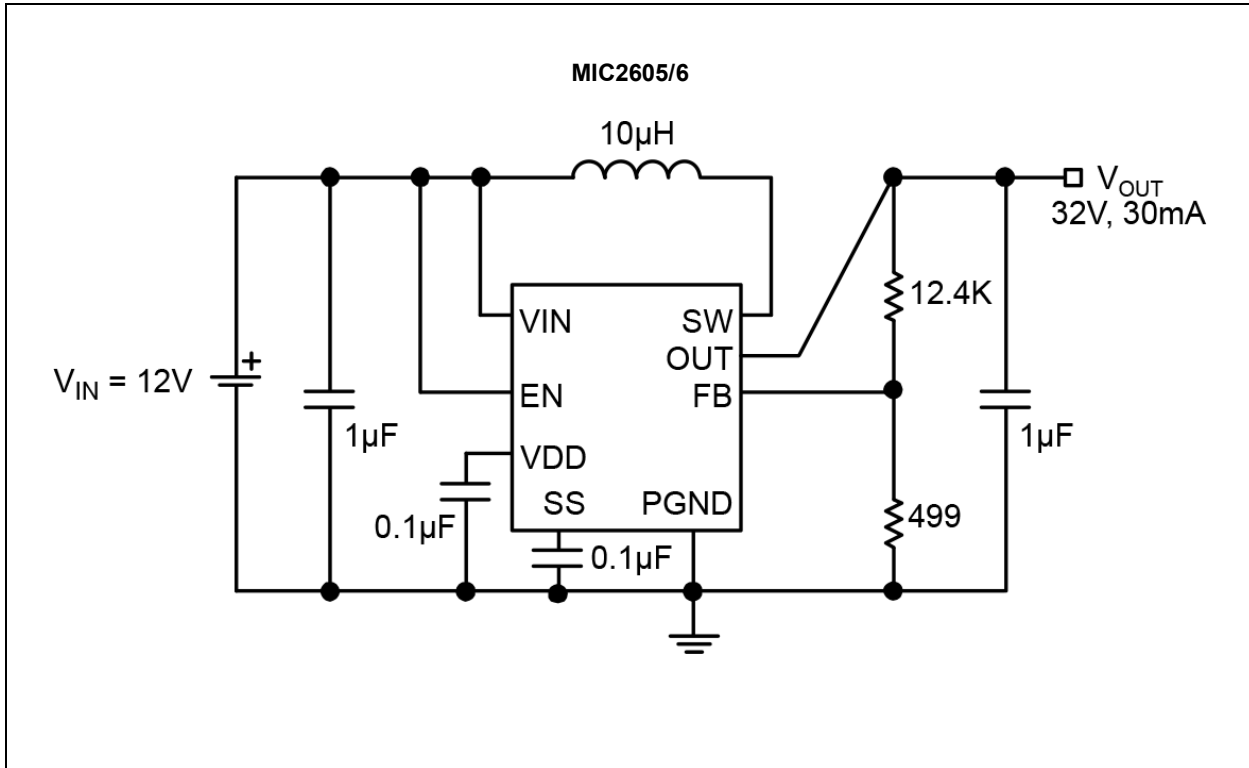 MIC2605/6
10µH
V_OUT
32V, 30mA
12.4K
VIN
SW
OUT
V_IN = 12V
EN
FB
1µF
1µF
VDD
SS
PGND
499
0.1µF
0.1µF